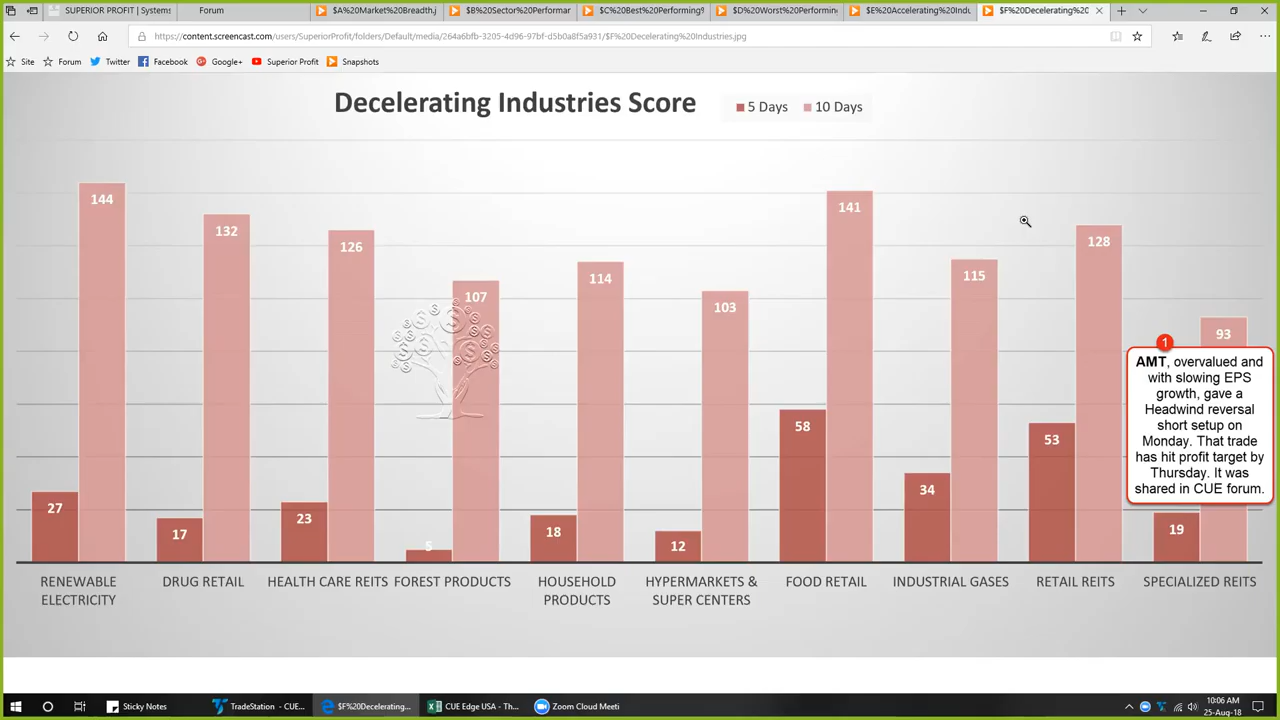 SUPERIOR PROFIT | Systems
Forum
$A%20Market%20Breadth.j
$B%20Sector%20Performan
$C%20Best%20Performing%
$D%20Worst%20Performin
$E%20Accelerating%20Indu
$F%20Decelerating%20
https://content.screencast.com/users/SuperiorProfit/folders/Default/media/264a6bfb-3205-4d96-97bf-d5b0a8f5a931/$F%20Decelerating%20Industries.jpg
Site
Forum
Twitter
Facebook
Google+
Superior Profit
Snapshots
Decelerating Industries Score
5 Days
10 Days
144
132
126
107
114
103
141
115
128
93
27
17
23
5
18
12
58
34
53
19
1
AMT, overvalued and
with slowing EPS
growth, gave a
Headwind reversal
short setup on
Monday. That trade
has hit profit target by
Thursday. It was
shared in CUE forum.
RENEWABLE
ELECTRICITY
DRUG RETAIL
HEALTH CARE REITS
FOREST PRODUCTS
HOUSEHOLD
PRODUCTS
HYPERMARKETS &
SUPER CENTERS
FOOD RETAIL
INDUSTRIAL GASES
RETAIL REITS
SPECIALIZED REITS
Sticky Notes
TradeStation - CUE...
$F%20Decelerating...
CUE Edge USA - Th...
Zoom Cloud Meeti
10:06 AM
25-Aug-18